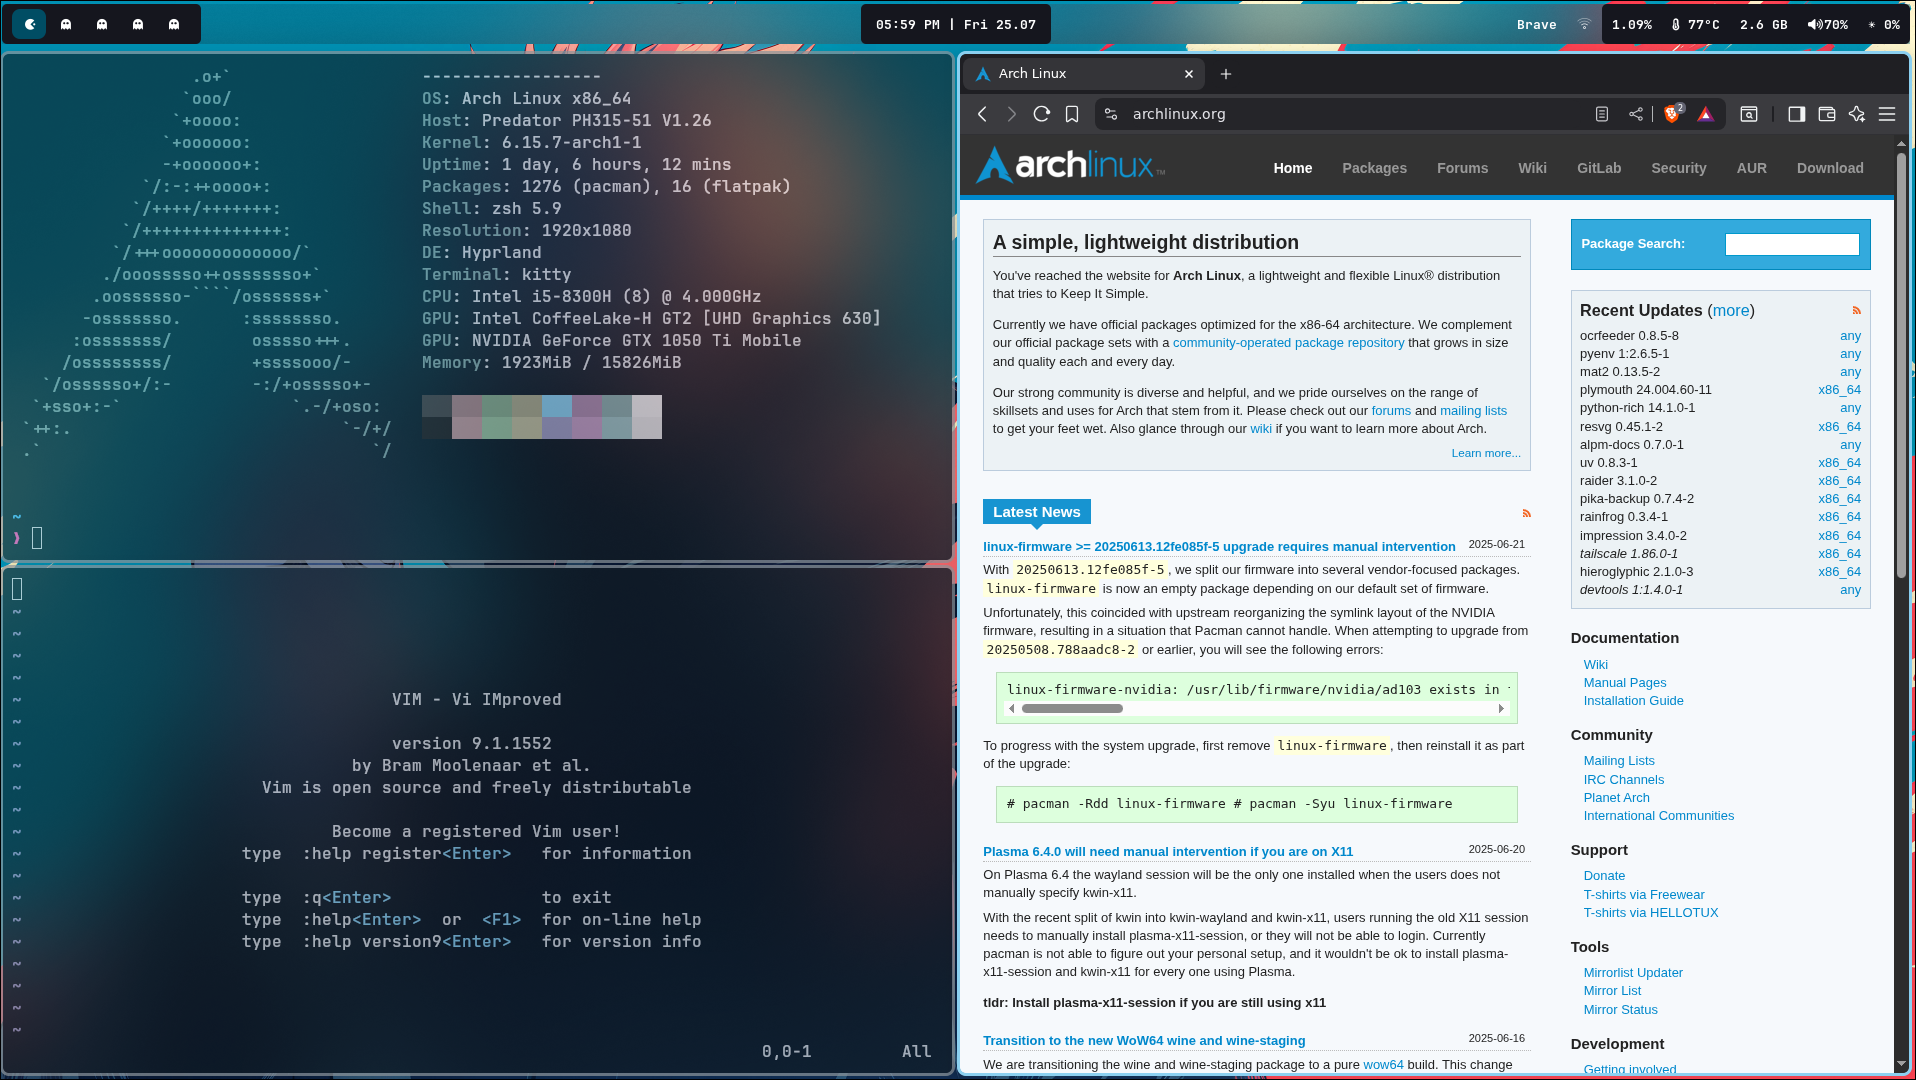 05:59 PM | Fri 25.07
Brave
1.09%
77°C
2.6 GB
70%
0%
------------------
OS: Arch Linux x86_64
Host: Predator PH315-51 V1.26
Kernel: 6.15.7-arch1-1
Uptime: 1 day, 6 hours, 12 mins
Packages: 1276 (pacman), 16 (flatpak)
Shell: zsh 5.9
Resolution: 1920x1080
DE: Hyprland
Terminal: kitty
CPU: Intel i5-8300H (8) @ 4.000GHz
GPU: Intel CoffeeLake-H GT2 [UHD Graphics 630]
GPU: NVIDIA GeForce GTX 1050 Ti Mobile
Memory: 1923MiB / 15826MiB
~
❯
VIM - Vi IMproved
version 9.1.1552
by Bram Moolenaar et al.
Vim is open source and freely distributable
Become a registered Vim user!
type  :help register<Enter>   for information
type  :q<Enter>               to exit
type  :help<Enter>  or  <F1>  for on-line help
type  :help version9<Enter>   for version info
0,0-1         All
Arch Linux
archlinux.org
2
archlinux™
Home
Packages
Forums
Wiki
GitLab
Security
AUR
Download
A simple, lightweight distribution
You've reached the website for Arch Linux, a lightweight and flexible Linux® distribution
that tries to Keep It Simple.
Currently we have official packages optimized for the x86-64 architecture. We complement
our official package sets with a community-operated package repository that grows in size
and quality each and every day.
Our strong community is diverse and helpful, and we pride ourselves on the range of
skillsets and uses for Arch that stem from it. Please check out our forums and mailing lists
to get your feet wet. Also glance through our wiki if you want to learn more about Arch.
Learn more...
Latest News
linux-firmware >= 20250613.12fe085f-5 upgrade requires manual intervention 2025-06-21
With 20250613.12fe085f-5, we split our firmware into several vendor-focused packages.
linux-firmware is now an empty package depending on our default set of firmware.
Unfortunately, this coincided with upstream reorganizing the symlink layout of the NVIDIA
firmware, resulting in a situation that Pacman cannot handle. When attempting to upgrade from
20250508.788aadc8-2 or earlier, you will see the following errors:
linux-firmware-nvidia: /usr/lib/firmware/nvidia/ad103 exists in
To progress with the system upgrade, first remove linux-firmware, then reinstall it as part
of the upgrade:
# pacman -Rdd linux-firmware # pacman -Syu linux-firmware
Plasma 6.4.0 will need manual intervention if you are on X11 2025-06-20
On Plasma 6.4 the wayland session will be the only one installed when the users does not
manually specify kwin-x11.
With the recent split of kwin into kwin-wayland and kwin-x11, users running the old X11 session
needs to manually install plasma-x11-session, or they will not be able to login. Currently
pacman is not able to figure out your personal setup, and it wouldn't be ok to install plasma-
x11-session and kwin-x11 for every one using Plasma.
tldr: Install plasma-x11-session if you are still using x11
Transition to the new WoW64 wine and wine-staging 2025-06-16
We are transitioning the wine and wine-staging package to a pure wow64 build. This change
Package Search:
Recent Updates (more)
ocrfeeder 0.8.5-8 any
pyenv 1:2.6.5-1 any
mat2 0.13.5-2 any
plymouth 24.004.60-11 x86_64
python-rich 14.1.0-1 any
resvg 0.45.1-2 x86_64
alpm-docs 0.7.0-1 any
uv 0.8.3-1 x86_64
raider 3.1.0-2 x86_64
pika-backup 0.7.4-2 x86_64
rainfrog 0.3.4-1 x86_64
impression 3.4.0-2 x86_64
tailscale 1.86.0-1 x86_64
hieroglyphic 2.1.0-3 x86_64
devtools 1:1.4.0-1 any
Documentation
Wiki
Manual Pages
Installation Guide
Community
Mailing Lists
IRC Channels
Planet Arch
International Communities
Support
Donate
T-shirts via Freewear
T-shirts via HELLOTUX
Tools
Mirrorlist Updater
Mirror List
Mirror Status
Development
Getting involved